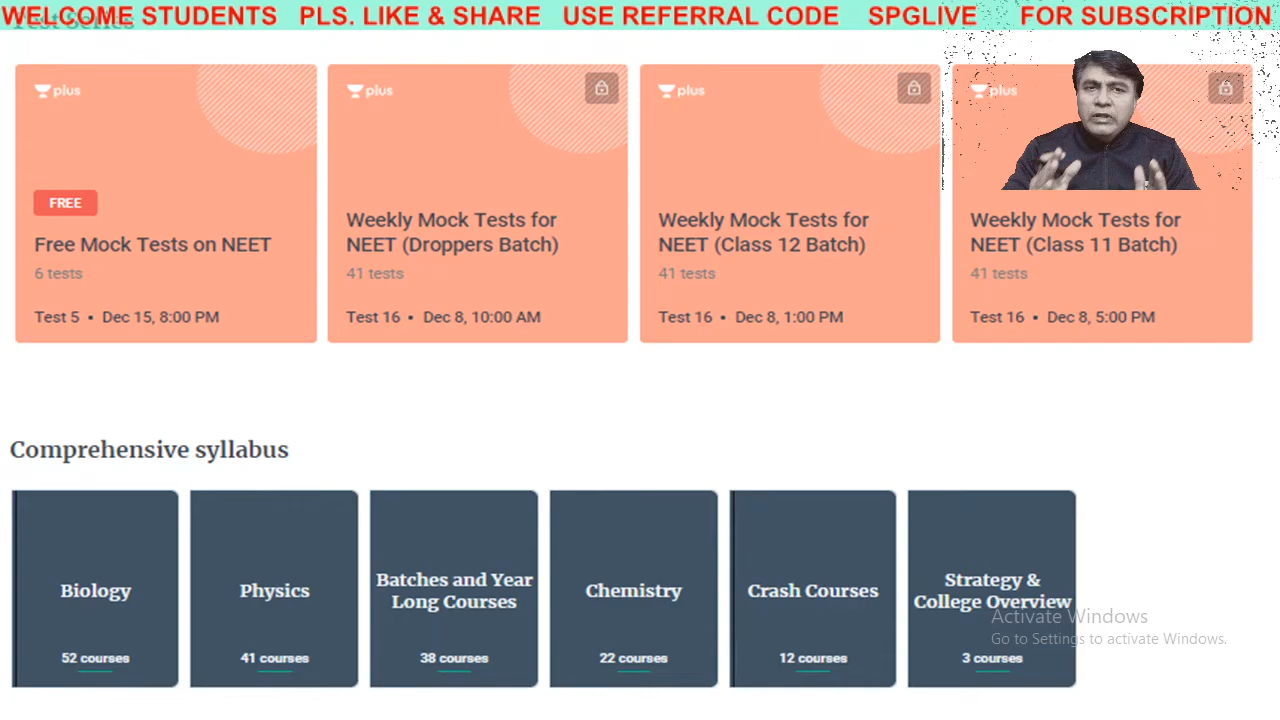 WELCOME STUDENTS PLS. LIKE & SHARE USE REFERRAL CODE SPGLIVE FOR SUBSCRIPTION
Test Series
plus
FREE
Free Mock Tests on NEET
6 tests
Test 5 • Dec 15, 8:00 PM
plus
Weekly Mock Tests for
NEET (Droppers Batch)
41 tests
Test 16 • Dec 8, 10:00 AM
plus
Weekly Mock Tests for
NEET (Class 12 Batch)
41 tests
Test 16 • Dec 8, 1:00 PM
plus
Weekly Mock Tests for
NEET (Class 11 Batch)
41 tests
Test 16 • Dec 8, 5:00 PM
Comprehensive syllabus
Biology
52 courses
Physics
41 courses
Batches and Year
Long Courses
38 courses
Chemistry
22 courses
Crash Courses
12 courses
Strategy &
College Overview
3 courses
Activate Windows
Go to Settings to activate Windows.